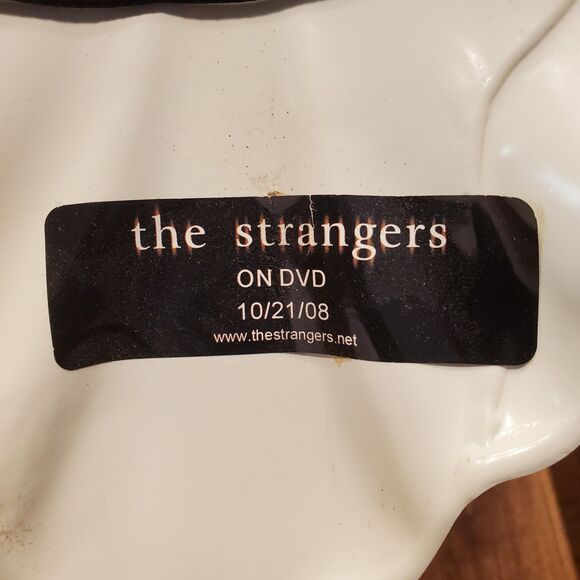 the strangers
ON DVD
10/21/08
www.thestrangers.net